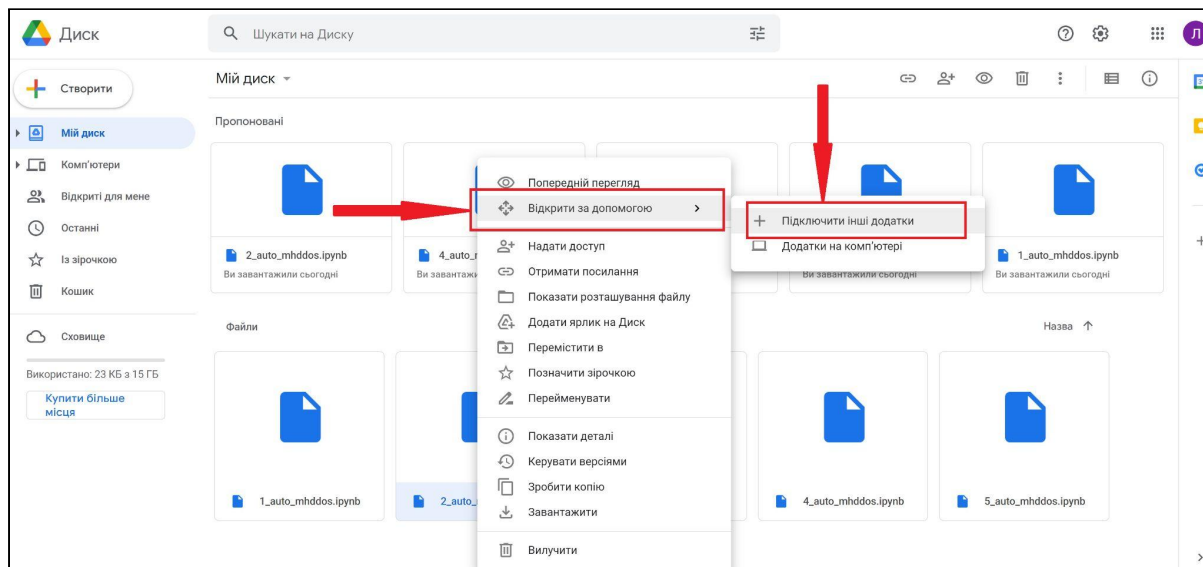 Диск
Шукати на Диску
Л
Створити
Мій диск
Мій диск
Комп'ютери
Відкриті для мене
Останні
Із зірочкою
Кошик
Сховище
Використано: 23 КБ з 15 ГБ
Купити більше
місця
Пропоновані
2_auto_mhddos.ipynb
Ви завантажили сьогодні
Ви завантажили сьогодні
1_auto_mhddos.ipynb
Ви завантажили сьогодні
Попередній перегляд
Відкрити за допомогою
Підключити інші додатки
Додатки на комп'ютері
Надати доступ
Отримати посилання
Показати розташування файлу
Додати ярлик на Диск
Перемістити в
Позначити зірочкою
Перейменувати
Показати деталі
Керувати версіями
Зробити копію
Завантажити
Вилучити
Файли
Назва
1_auto_mhddos.ipynb
4_auto_mhddos.ipynb
5_auto_mhddos.ipynb